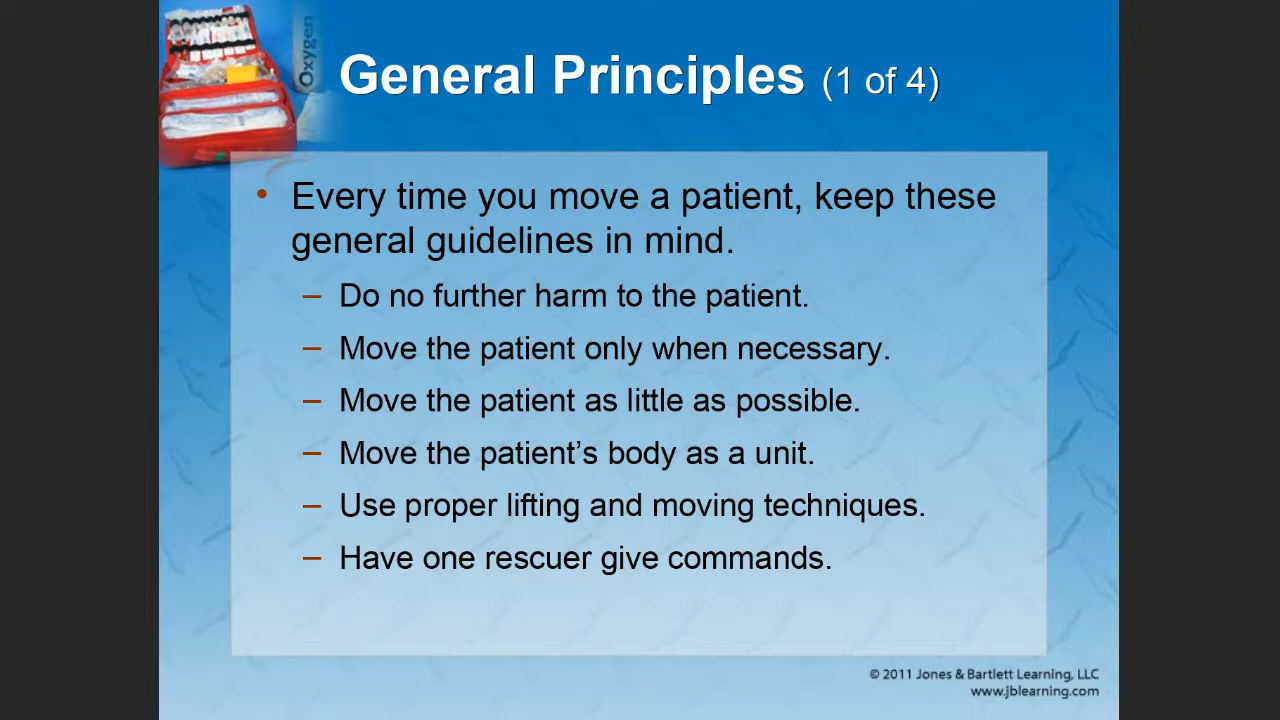 Oxygen
General Principles (1 of 4)
• Every time you move a patient, keep these
general guidelines in mind.
– Do no further harm to the patient.
– Move the patient only when necessary.
– Move the patient as little as possible.
– Move the patient’s body as a unit.
– Use proper lifting and moving techniques.
– Have one rescuer give commands.
© 2011 Jones & Bartlett Learning, LLC
www.jblearning.com